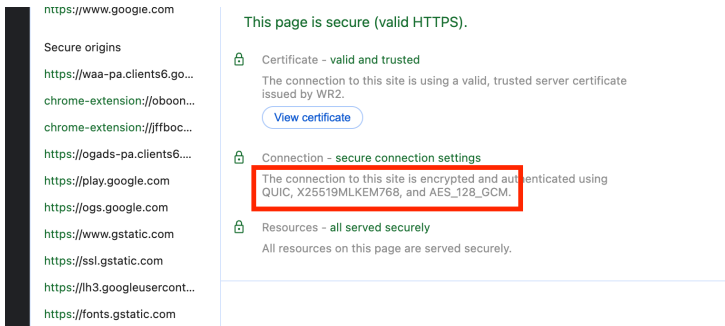 https://www.google.com
Secure origins
https://waa-pa.clients6.go...
chrome-extension://oboon...
chrome-extension://jffboc...
https://ogads-pa.clients6....
https://play.google.com
https://ogs.google.com
https://www.gstatic.com
https://ssl.gstatic.com
https://lh3.googleusercont...
https://fonts.gstatic.com
This page is secure (valid HTTPS).
Certificate - valid and trusted
The connection to this site is using a valid, trusted server certificate
issued by WR2.
View certificate
Connection - secure connection settings
The connection to this site is encrypted and authenticated using
QUIC, X25519MLKEM768, and AES_128_GCM.
Resources - all served securely
All resources on this page are served securely.